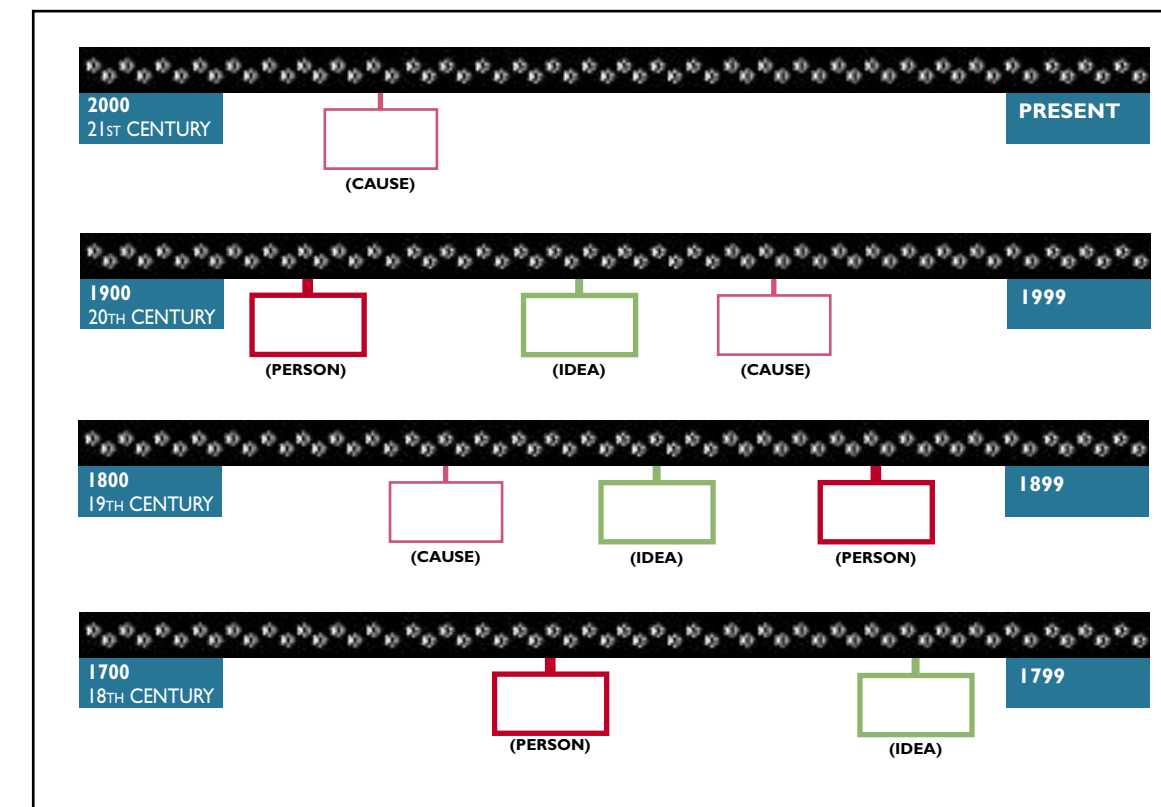 2000
21ST CENTURY
PRESENT
(CAUSE)
1900
20TH CENTURY
1999
(PERSON)
(IDEA)
(CAUSE)
1800
19TH CENTURY
1899
(CAUSE)
(IDEA)
(PERSON)
1700
18TH CENTURY
1799
(PERSON)
(IDEA)